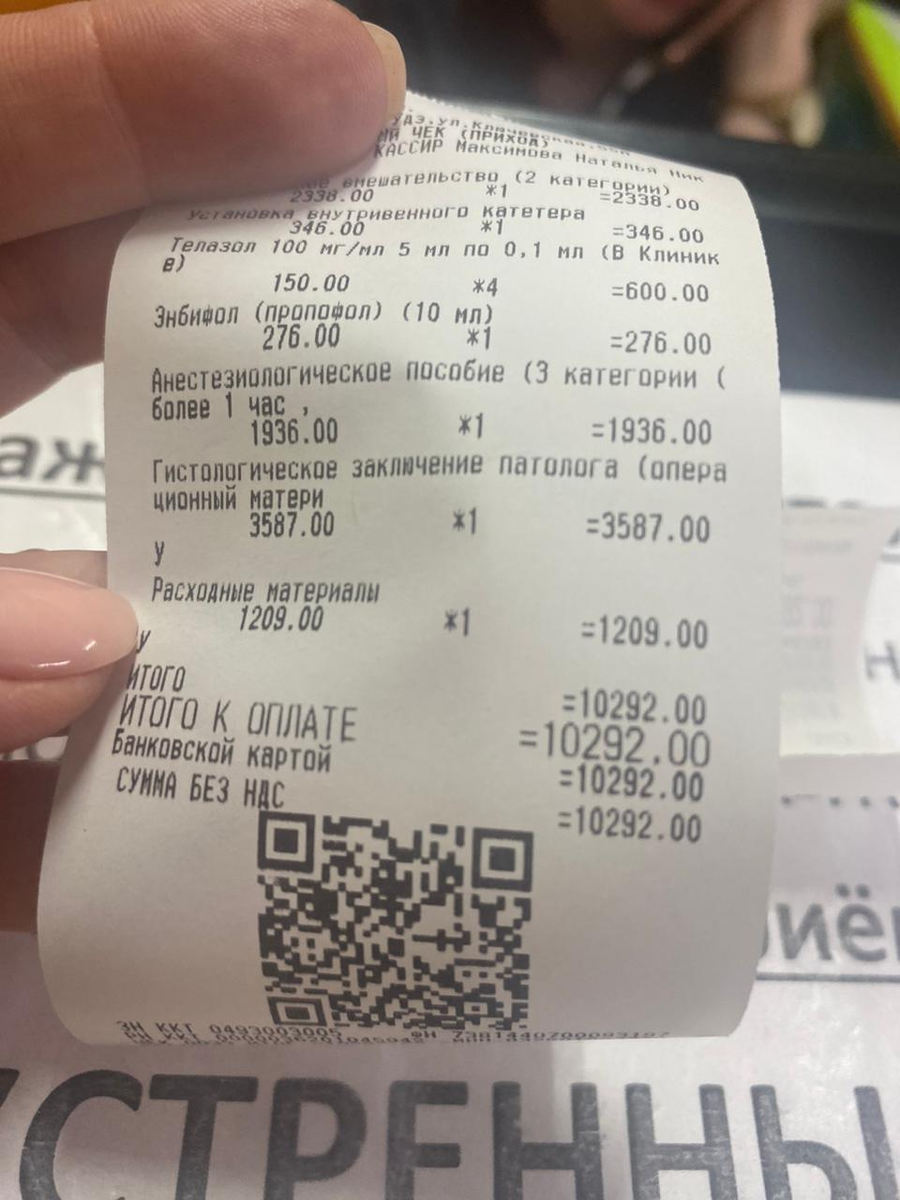 ЧЕК (ПРИХОД)
КАССИР Максимова Наталья Ник
вмешательство (2 категории)
2338.00 *1 =2338.00
Установка внутривенного катетера
346.00 *1 =346.00
Телазол 100 мг/мл 5 мл по 0,1 мл (В Клиник
е)
150.00 *4 =600.00
Энбифол (пропофол) (10 мл)
276.00 *1 =276.00
Анестезиологическое пособие (3 категории (
более 1 час ,
1936.00 *1 =1936.00
Гистологическое заключение патолога (опера
ционный матери
3587.00 *1 =3587.00
У
Расходные материалы
1209.00 *1 =1209.00
У
ИТОГО =10292.00
ИТОГО К ОПЛАТЕ =10292.00
Банковской картой =10292.00
СУММА БЕЗ НДС =10292.00
ЗН ККТ 0493003005